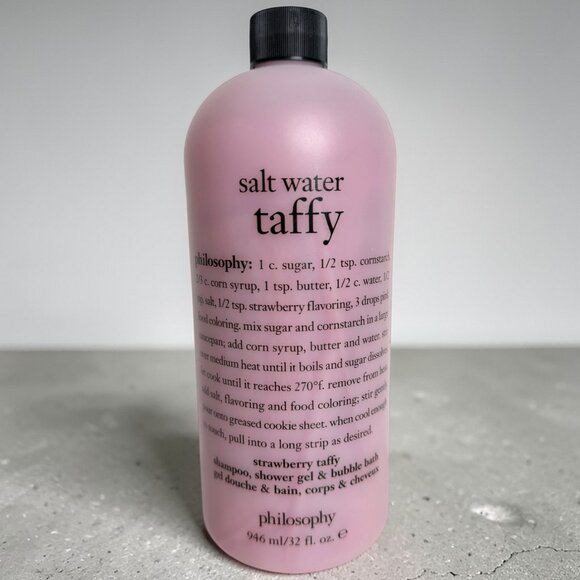 salt water
taffy
philosophy: 1 c. sugar, 1/2 tsp. cornstarch,
2/3 c. corn syrup, 1 tsp. butter, 1/2 c. water, 1/2
tsp. salt, 1/2 tsp. strawberry flavoring, 3 drops pink
food coloring. mix sugar and cornstarch in a large
saucepan; add corn syrup, butter and water. stir
over medium heat until it boils and sugar dissolves.
let cook until it reaches 270°f. remove from heat.
add salt, flavoring and food coloring; stir gently.
pour onto greased cookie sheet. when cool enough
to touch, pull into a long strip as desired.
strawberry taffy
shampoo, shower gel & bubble bath
gel douche & bain, corps & cheveux
philosophy
946 ml/32 fl. oz. ℮